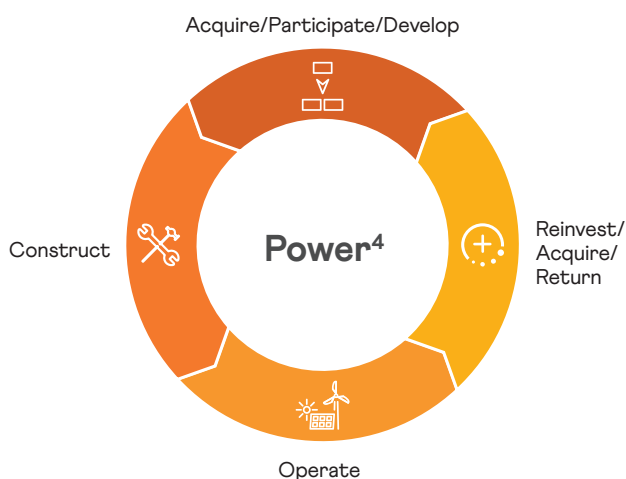 Acquire/Participate/Develop
Construct
Power⁴
Reinvest/
Acquire/
Return
Operate